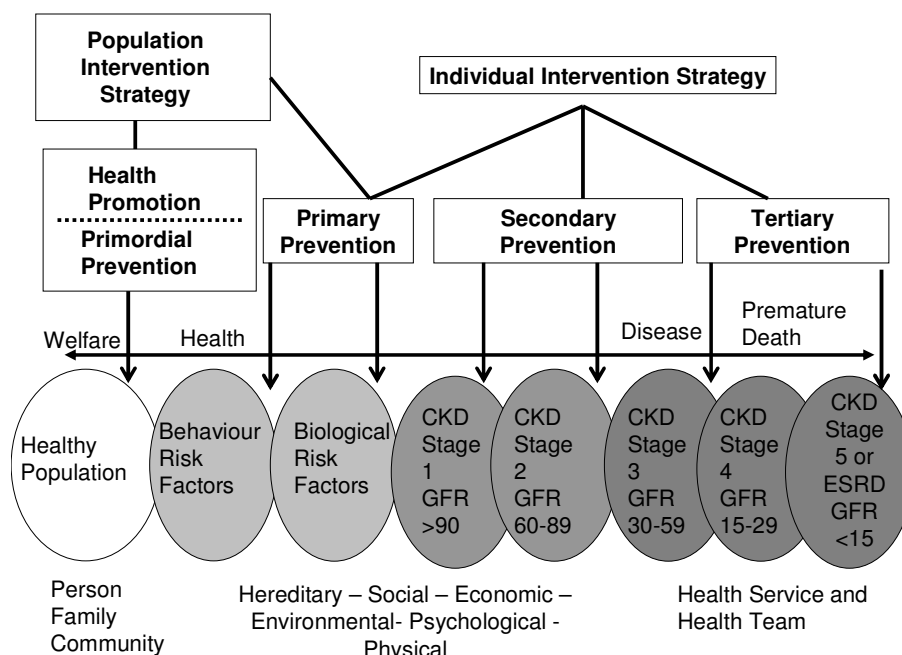 Population
Intervention
Strategy
Individual Intervention Strategy
Health
Promotion
Primordial
Prevention
Primary
Prevention
Secondary
Prevention
Tertiary
Prevention
Welfare
Health
Disease
Premature
Death
Healthy
Population
Behaviour
Risk
Factors
Biological
Risk
Factors
CKD
Stage
1
GFR
>90
CKD
Stage
2
GFR
60-89
CKD
Stage
3
GFR
30-59
CKD
Stage
4
GFR
15-29
CKD
Stage
5 or
ESRD
GFR
<15
Person
Family
Community
Hereditary – Social – Economic –
Environmental- Psychological -
Physical
Health Service and
Health Team